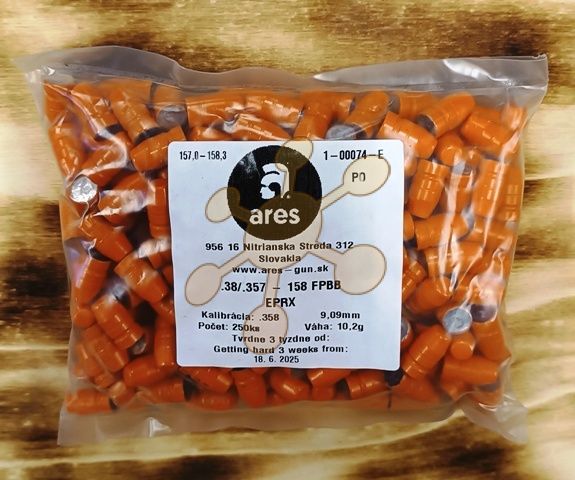 157,0-158,3 1-00074-E
PO
ares
956 16 Nitrianska Streda 312
Slovakia
www.ares-gun.sk
.38/.357 - 158 FPBB
EPRX
Kalibrácia: .358 9,09mm
Počet: 250ks Váha: 10,2g
Tvrdne 3 tyzdne od:
Getting hard 3 weeks from:
18. 6. 2025